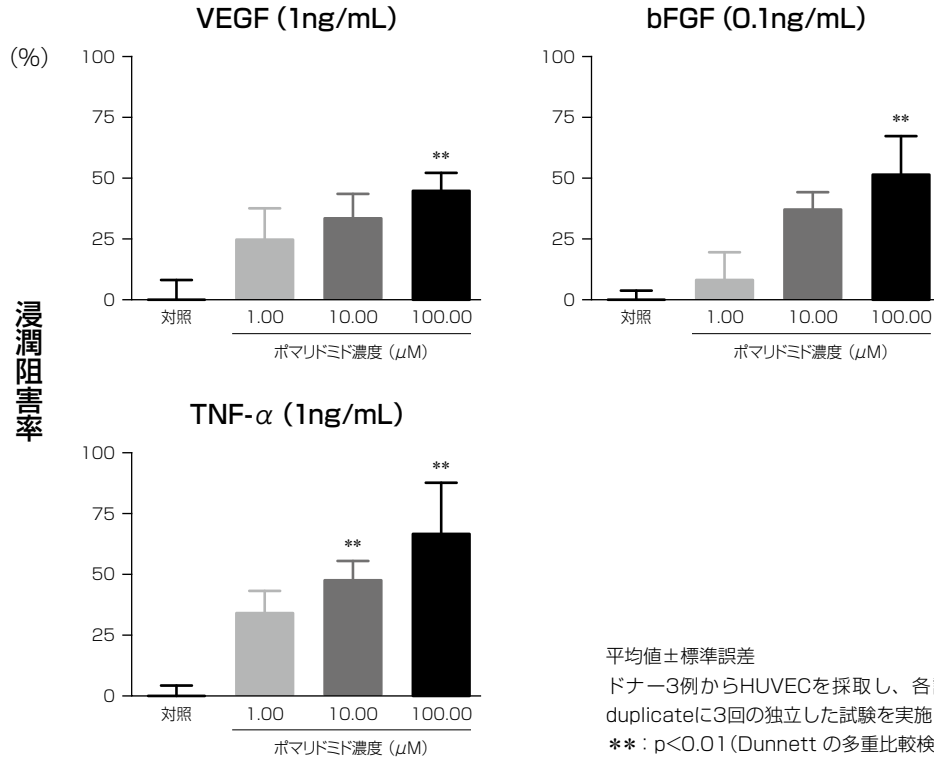 VEGF（1ng/mL）
（%）
100
75
50
25
0
**
対照
1.00
10.00
100.00
ポマリドミド濃度（μM）
bFGF（0.1ng/mL）
100
75
50
25
0
**
対照
1.00
10.00
100.00
ポマリドミド濃度（μM）
浸潤阻害率
TNF-α（1ng/mL）
100
75
50
25
0
**
**
対照
1.00
10.00
100.00
ポマリドミド濃度（μM）
平均値±標準誤差
ドナー3例からHUVECを採取し、各
duplicateに3回の独立した試験を実施
**：p<0.01（Dunnett の多重比較検